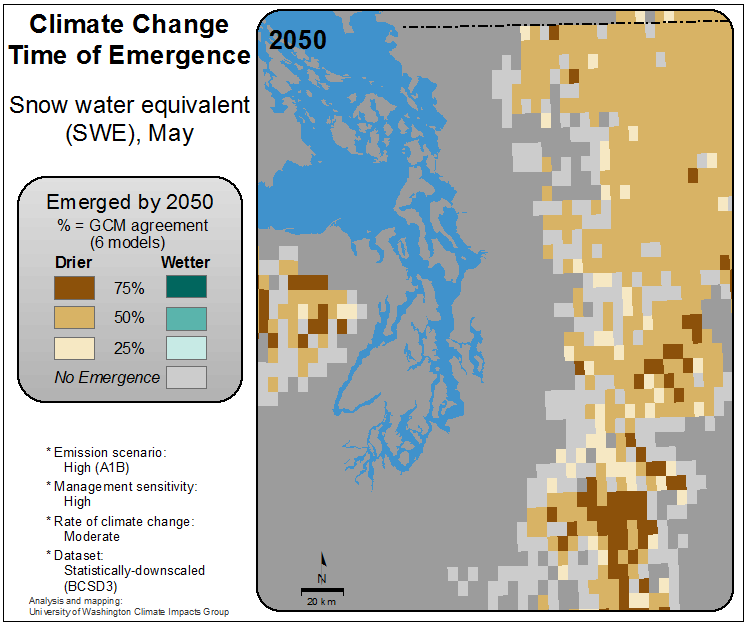 Climate Change
Time of Emergence
Snow water equivalent
(SWE), May
Emerged by 2050
% = GCM agreement
(6 models)
Drier Wetter
75%
50%
25%
No Emergence
* Emission scenario:
High (A1B)
* Management sensitivity:
High
* Rate of climate change:
Moderate
* Dataset:
Statistically-downscaled
(BCSD3)
Analysis and mapping:
University of Washington Climate Impacts Group
2050
N
20 km